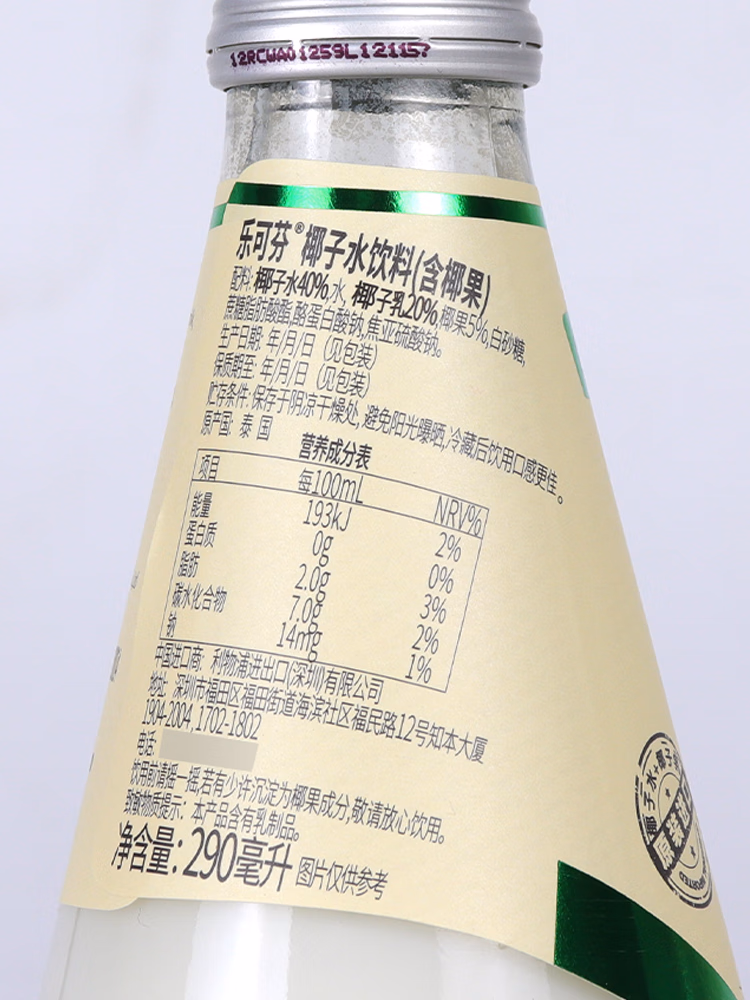 12RCWA01259L12115?
乐可芬®椰子水饮料(含椰果)
配料: 椰子水40%,水, 椰子乳20%,椰果5%,白砂糖,
蔗糖脂肪酸酯,酪蛋白酸钠,焦亚硫酸钠。
生产日期: 年/月/日（见包装）
保质期至: 年/月/日（见包装）
贮存条件: 保存于阴凉干燥处, 避免阳光曝晒,冷藏后饮用口感更佳。
原产国: 泰国
营养成分表
项目 每100mL NRV%
能量 193kJ 2%
蛋白质 0g 0%
脂肪 2.0g 3%
碳水化合物 7.0g 2%
钠 14mg 1%
中国进口商: 利物浦进出口(深圳)有限公司
地址: 深圳市福田区福田街道海滨社区福民路12号知本大厦
1904-2004, 1702-1802
电话:
饮用前请摇一摇,若有少许沉淀为椰果成分,敬请放心饮用。
致敏物质提示: 本产品含有乳制品。
净含量: 290毫升 图片仅供参考
椰子水+椰子
原装进